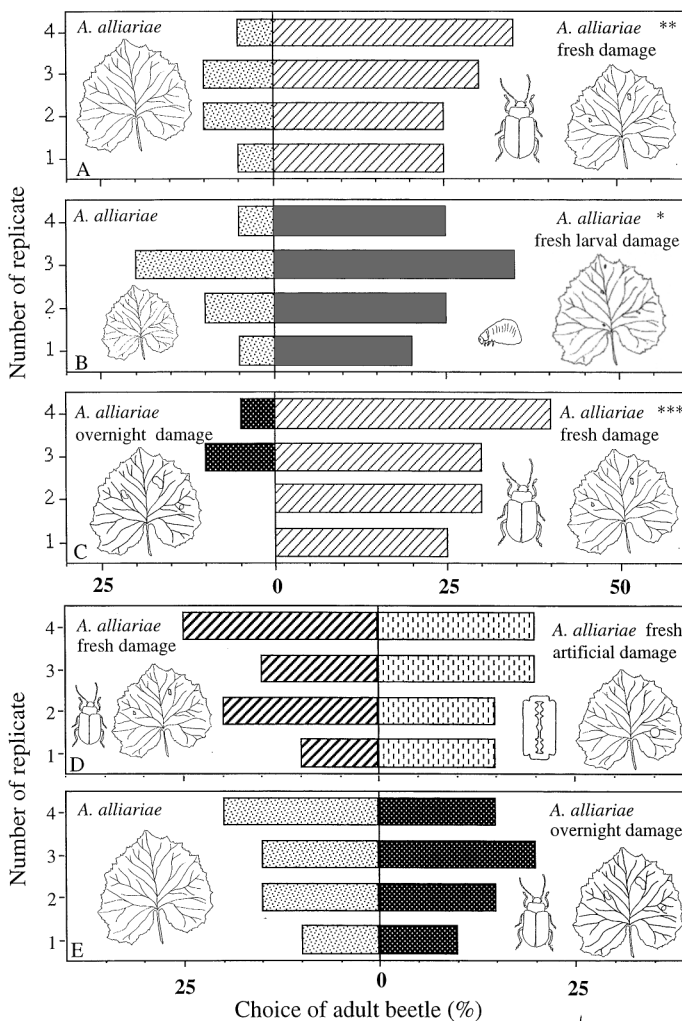 A. alliariae
A. alliariae **
fresh damage
4
3
2
1
A
A. alliariae
A. alliariae *
fresh larval damage
4
3
2
1
B
A. alliariae
overnight damage
A. alliariae ***
fresh damage
4
3
2
1
C
25 0 25 50
Number of replicate
A. alliariae
fresh damage
A. alliariae fresh
artificial damage
4
3
2
1
D
A. alliariae
A. alliariae
overnight damage
4
3
2
1
E
25 0 25
Number of replicate
Choice of adult beetle (%)